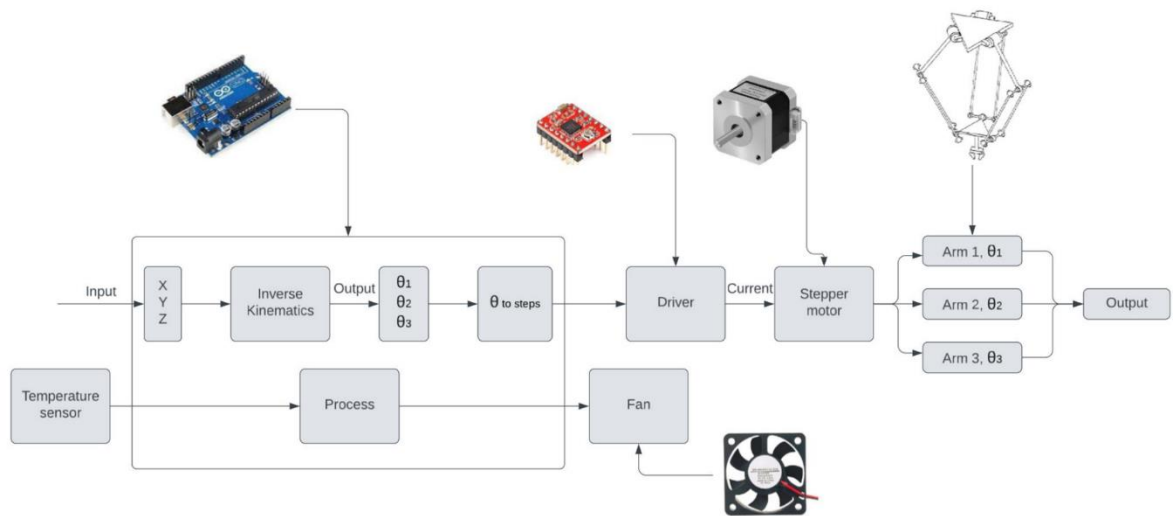 Input
X
Y
Z
Inverse
Kinematics
Output
θ1
θ2
θ3
θ to steps
Driver
Current
Stepper
motor
Arm 1, θ1
Arm 2, θ2
Arm 3, θ3
Output
Temperature
sensor
Process
Fan